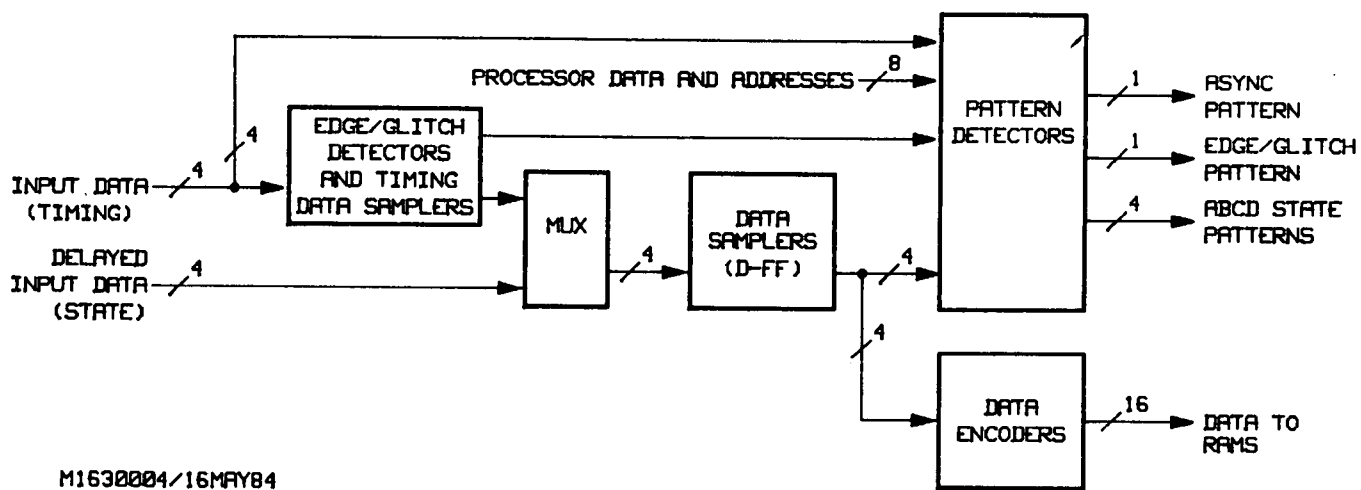 8
PROCESSOR DATA AND ADDRESSES
1
ASYNC
PATTERN
PATTERN
DETECTORS
4
EDGE/GLITCH
DETECTORS
AND TIMING
DATA SAMPLERS
1
EDGE/GLITCH
PATTERN
4
INPUT DATA
(TIMING)
MUX
DATA
SAMPLERS
(D-FF)
4
ABCD STATE
PATTERNS
DELAYED
INPUT DATA
(STATE)
4
4
4
4
DATA
ENCODERS
16
DATA TO
RAMS
M1630004/16MAY84